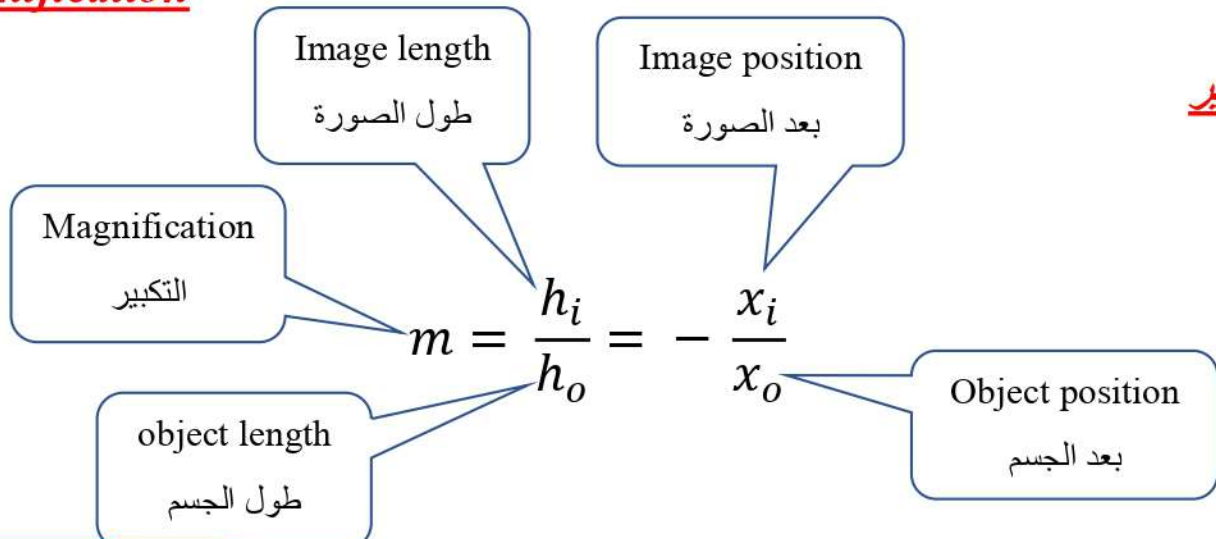 Image length
طول الصورة
Image position
بعد الصورة
Magnification
التكبير
m = h_i / h_o = − x_i / x_o
object length
طول الجسم
Object position
بعد الجسم